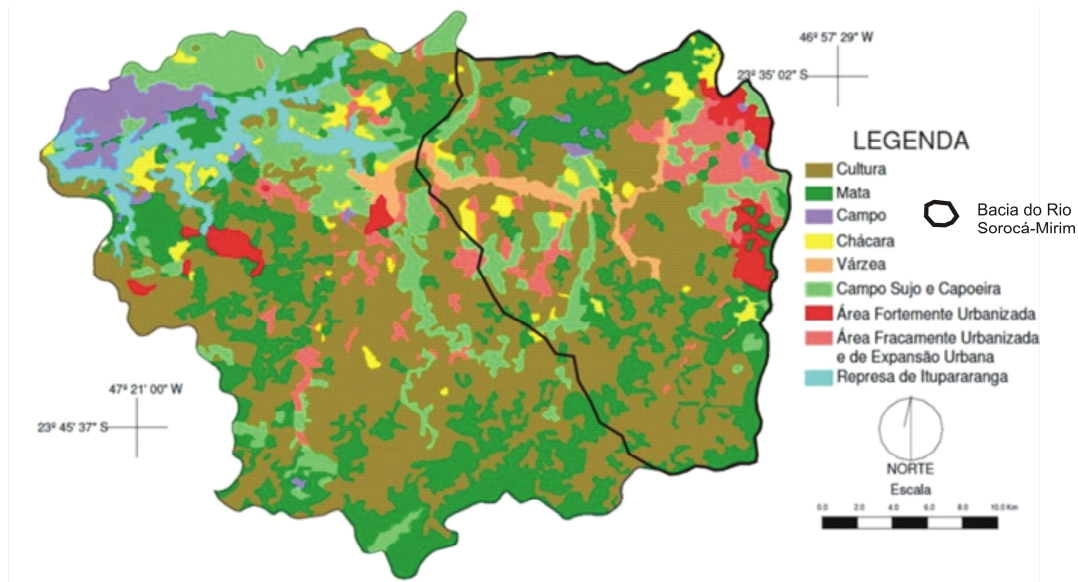 46º 57' 29" W
23º 35' 02" S
LEGENDA
Cultura
Mata
Campo
Chácara
Várzea
Campo Sujo e Capoeira
Área Fortemente Urbanizada
Área Fracamente Urbanizada
e de Expansão Urbana
Represa de Itupararanga
Bacia do Rio
Sorocá-Mirim
47º 21' 00" W
23º 45' 37" S
NORTE
Escala
0.0 2.0 4.0 6.0 8.0 10.0 Km